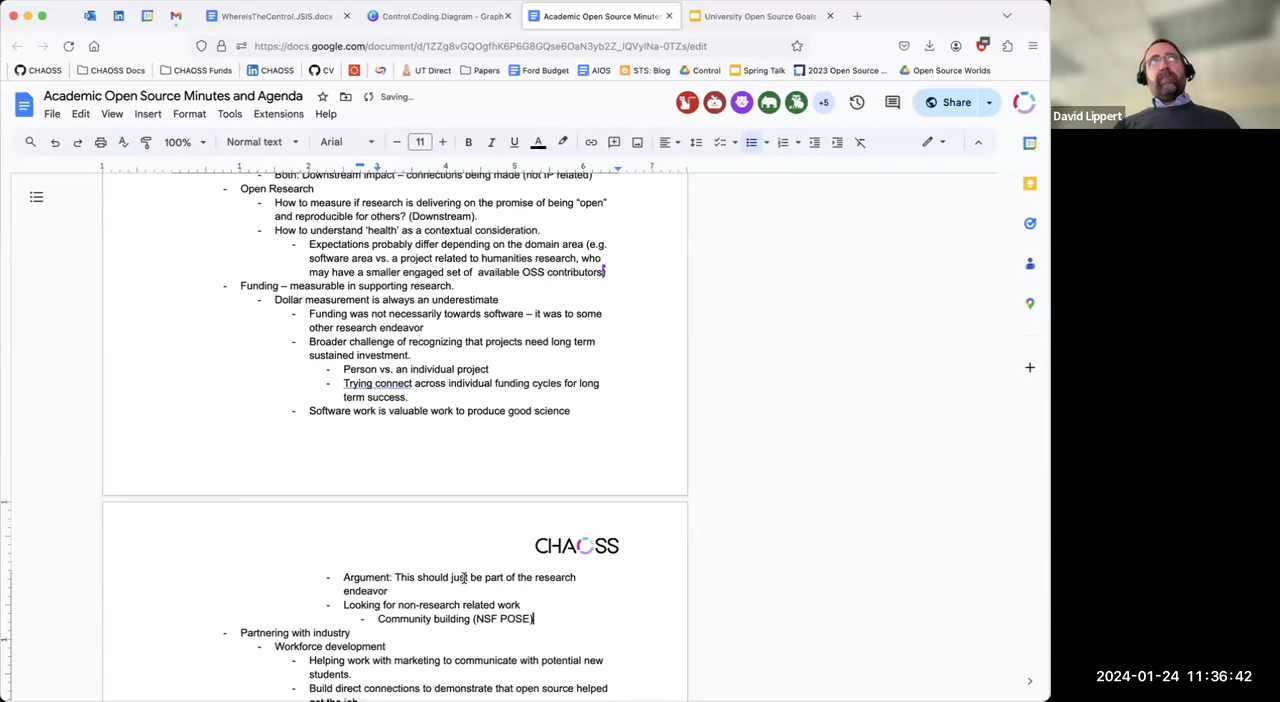 WhereIsTheControl.JSIS.docx
Control.Coding.Diagram - Graph
Academic Open Source Minutes
University Open Source Goals
https://docs.google.com/document/d/1ZZg8vGQOgfhK6P6G8GQse6OaN3yb2Z_lQVylNa-0TZs/edit
CHAOSS
CHAOSS Docs
CHAOSS Funds
CHAOSS
CV
UT Direct
Papers
Ford Budget
AIOS
STS: Blog
Control
Spring Talk
2023 Open Source ...
Open Source Worlds
Academic Open Source Minutes and Agenda
Saving...
File Edit View Insert Format Tools Extensions Help
+5
Share
100%
Normal text
Arial
11
B I U A
1 1 2 3 4 5 6 7
Both: Downstream impact – connections being made (not IP related)
- Open Research
- How to measure if research is delivering on the promise of being “open”
and reproducible for others? (Downstream).
- How to understand ‘health’ as a contextual consideration.
- Expectations probably differ depending on the domain area (e.g.
software area vs. a project related to humanities research, who
may have a smaller engaged set of available OSS contributors)
- Funding – measurable in supporting research.
- Dollar measurement is always an underestimate
- Funding was not necessarily towards software – it was to some
other research endeavor
- Broader challenge of recognizing that projects need long term
sustained investment.
- Person vs. an individual project
- Trying connect across individual funding cycles for long
term success.
- Software work is valuable work to produce good science
CHAOSS
- Argument: This should just be part of the research
endeavor
- Looking for non-research related work
- Community building (NSF POSE)
- Partnering with industry
- Workforce development
- Helping work with marketing to communicate with potential new
students.
- Build direct connections to demonstrate that open source helped
David Lippert
2024-01-24 11:36:42